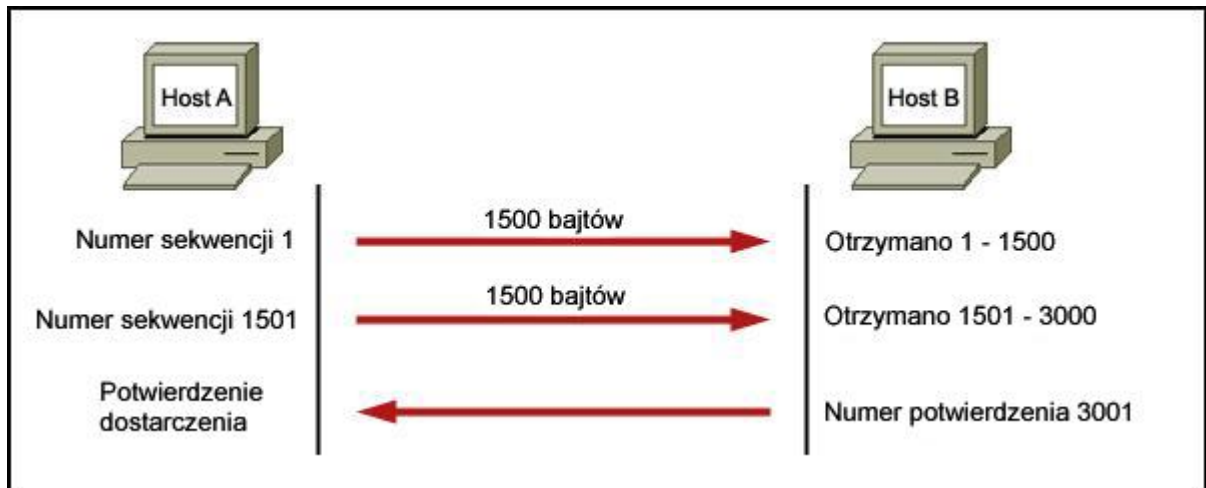 Host A
Host B
Numer sekwencji 1
1500 bajtów
Otrzymano 1 - 1500
Numer sekwencji 1501
1500 bajtów
Otrzymano 1501 - 3000
Potwierdzenie
dostarczenia
Numer potwierdzenia 3001